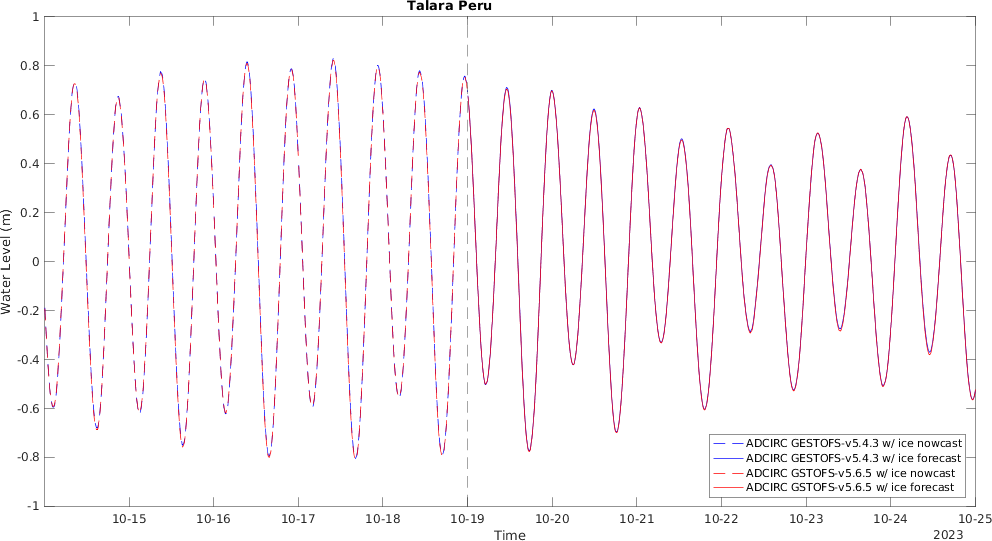 Talara Peru
1
0.8
0.6
0.4
0.2
0
-0.2
-0.4
-0.6
-0.8
-1
Water Level (m)
ADCIRC GESTOFS-v5.4.3 w/ ice nowcast
ADCIRC GESTOFS-v5.4.3 w/ ice forecast
ADCIRC GSTOFS-v5.6.5 w/ ice nowcast
ADCIRC GSTOFS-v5.6.5 w/ ice forecast
10-15 10-16 10-17 10-18 10-19 10-20 10-21 10-22 10-23 10-24 10-25
Time
2023